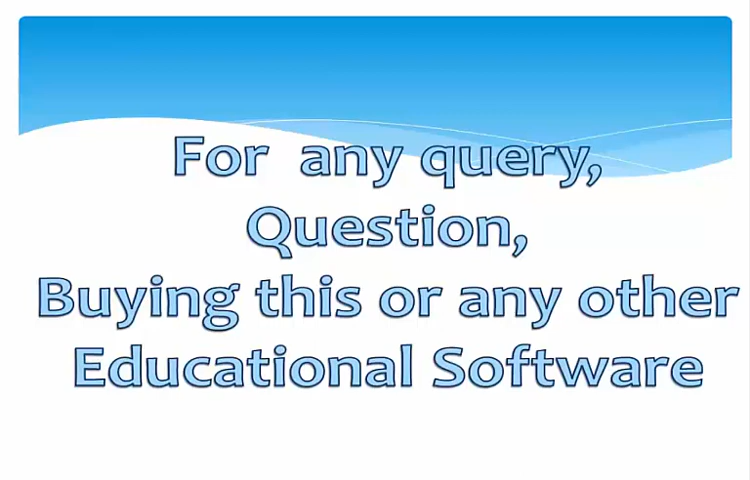 For any query,
Question,
Buying this or any other
Educational Software